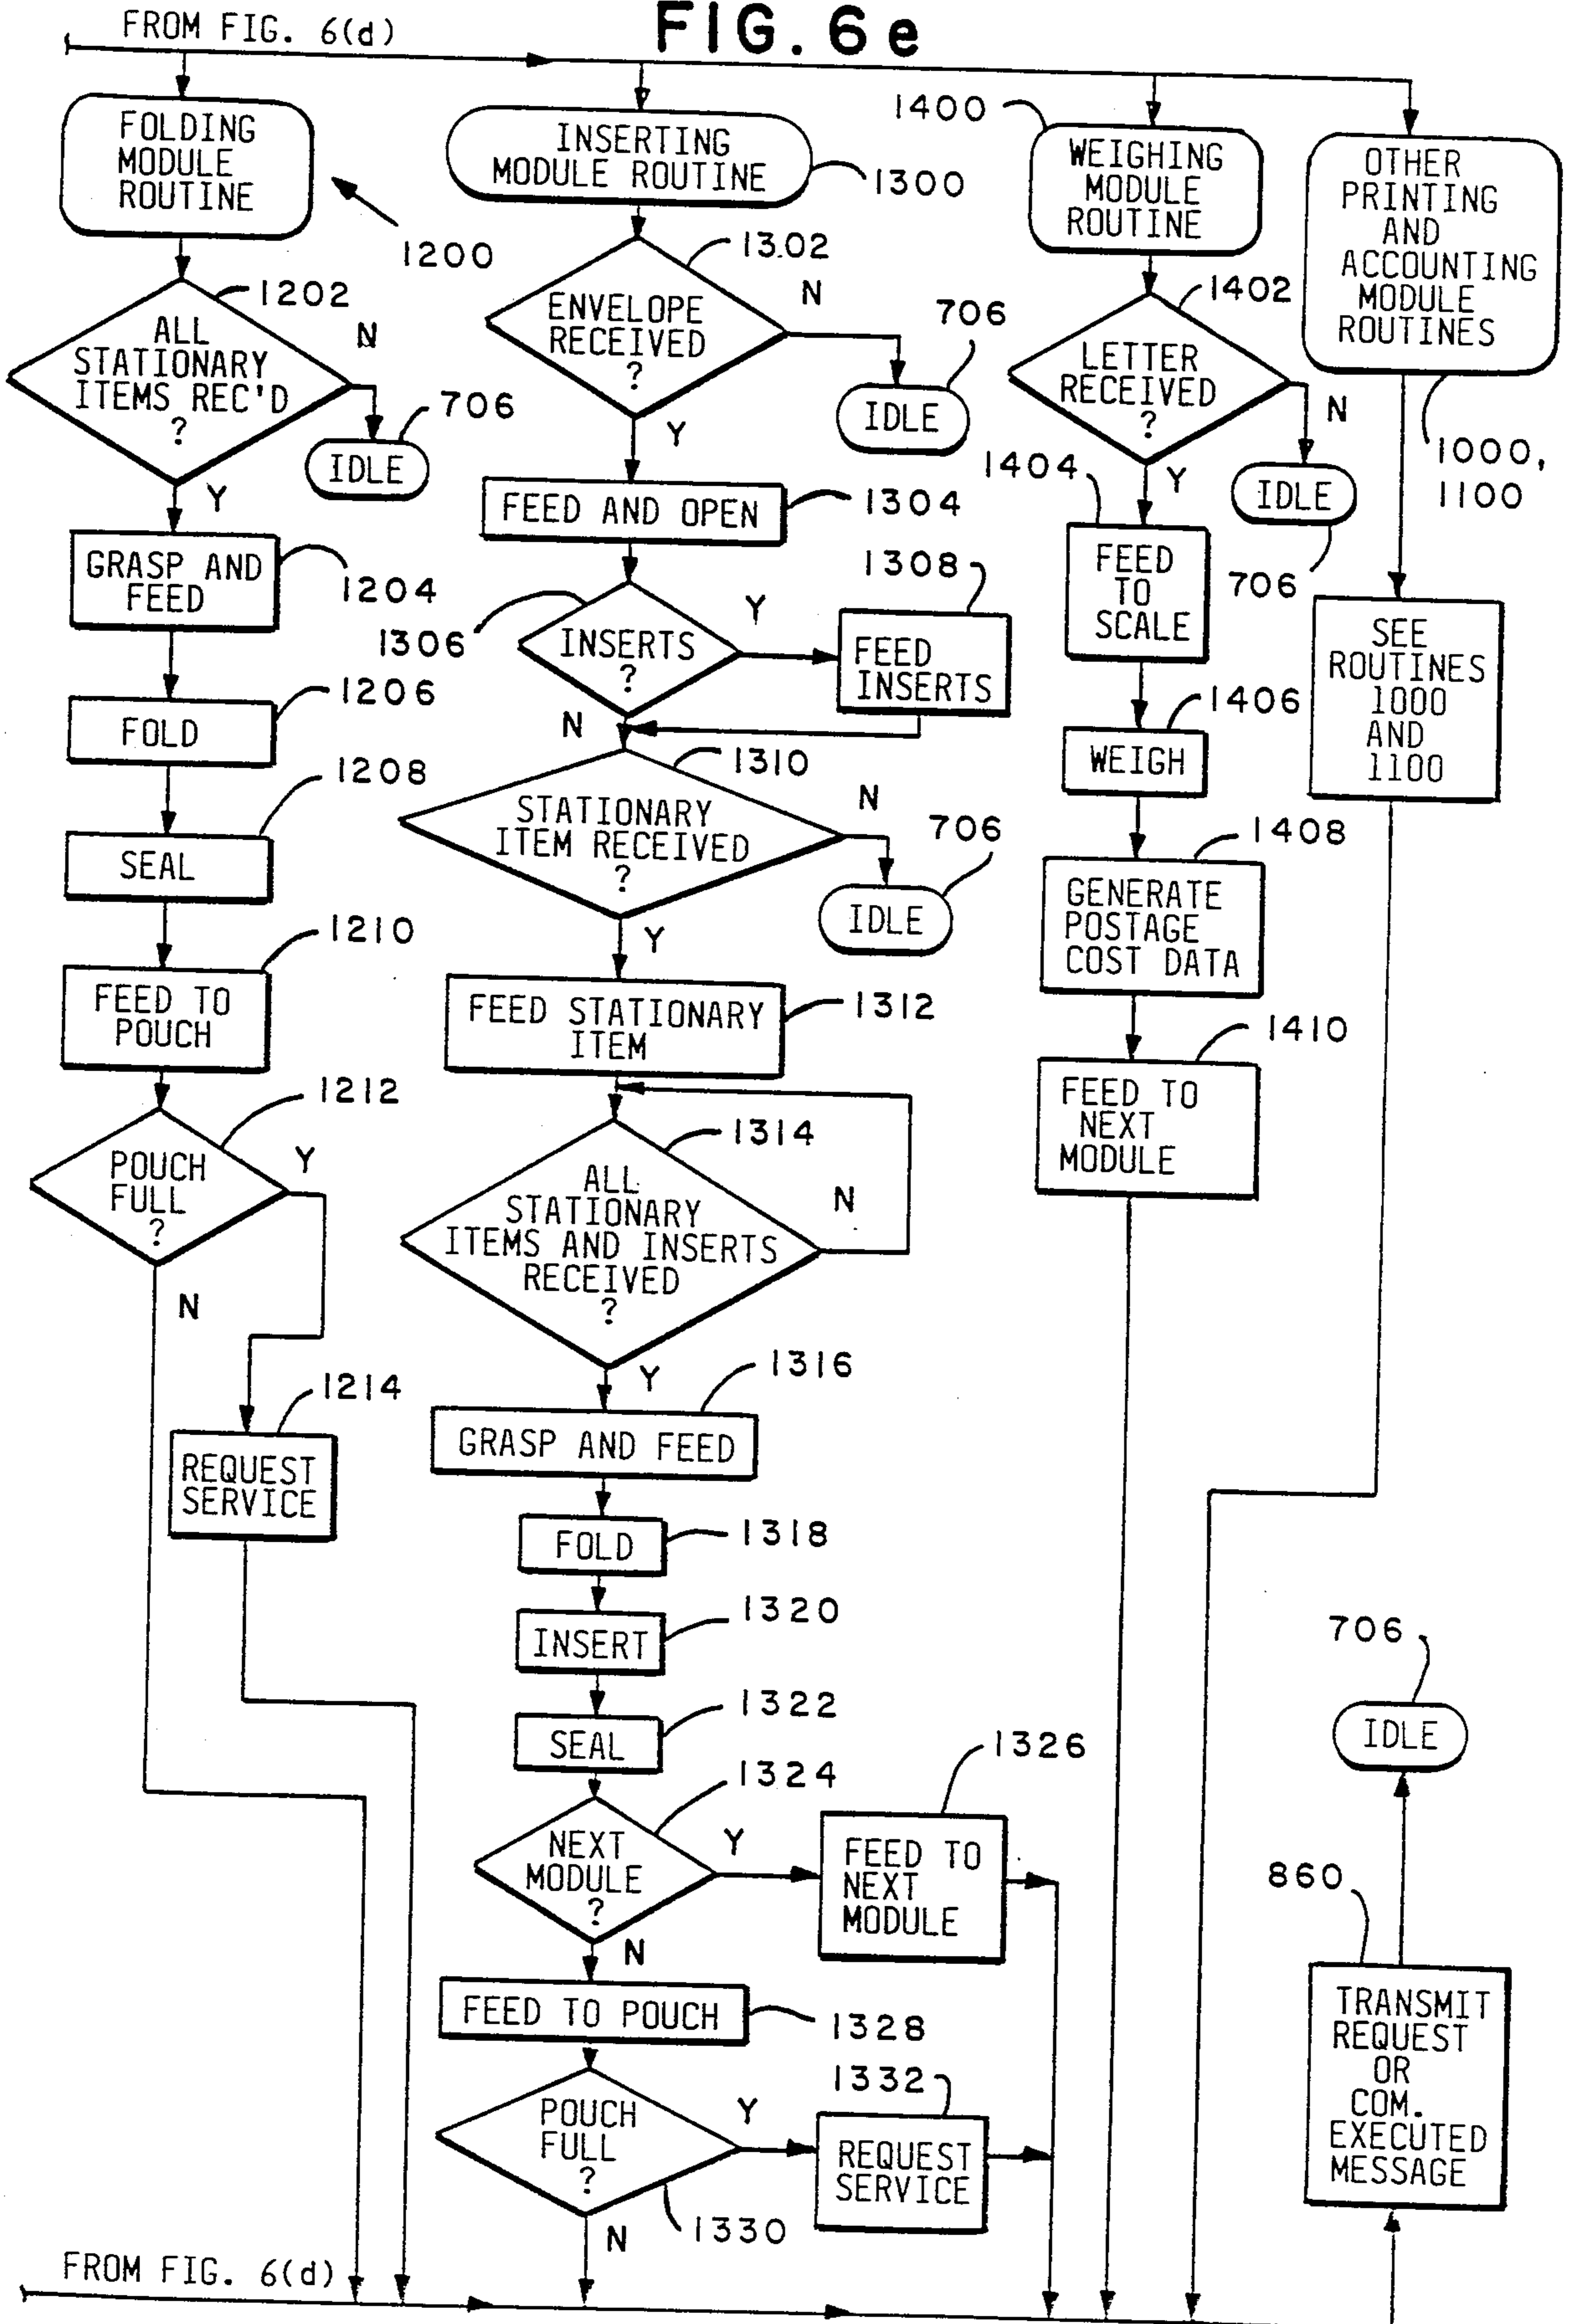 FROM FIG. 6(d)
FIG. 6e
FOLDING
MODULE
ROUTINE
1200
1202
ALL
STATIONARY
ITEMS REC'D
?
N
706
IDLE
Y
GRASP AND
FEED
1204
FOLD
1206
SEAL
1208
FEED TO
POUCH
1210
POUCH
FULL
?
1212
Y
N
REQUEST
SERVICE
1214
INSERTING
MODULE ROUTINE
1300
1302
ENVELOPE
RECEIVED
?
N
706
IDLE
Y
FEED AND OPEN
1304
1306
INSERTS
?
Y
1308
FEED
INSERTS
N
1310
STATIONARY
ITEM RECEIVED
?
N
706
IDLE
Y
FEED STATIONARY
ITEM
1312
1314
ALL
STATIONARY
ITEMS AND INSERTS
RECEIVED
?
N
Y
1316
GRASP AND FEED
FOLD
1318
INSERT
1320
SEAL
1322
1324
NEXT
MODULE
?
Y
1326
FEED TO
NEXT
MODULE
N
FEED TO POUCH
1328
POUCH
FULL
?
Y
1332
REQUEST
SERVICE
1330
N
1400
WEIGHING
MODULE
ROUTINE
1402
LETTER
RECEIVED
?
N
IDLE
706
Y
1404
FEED
TO
SCALE
1406
WEIGH
1408
GENERATE
POSTAGE
COST DATA
1410
FEED TO
NEXT
MODULE
OTHER
PRINTING
AND
ACCOUNTING
MODULE
ROUTINES
1000,
1100
SEE
ROUTINES
1000
AND
1100
706
IDLE
860
TRANSMIT
REQUEST
OR
COM.
EXECUTED
MESSAGE
FROM FIG. 6(d)